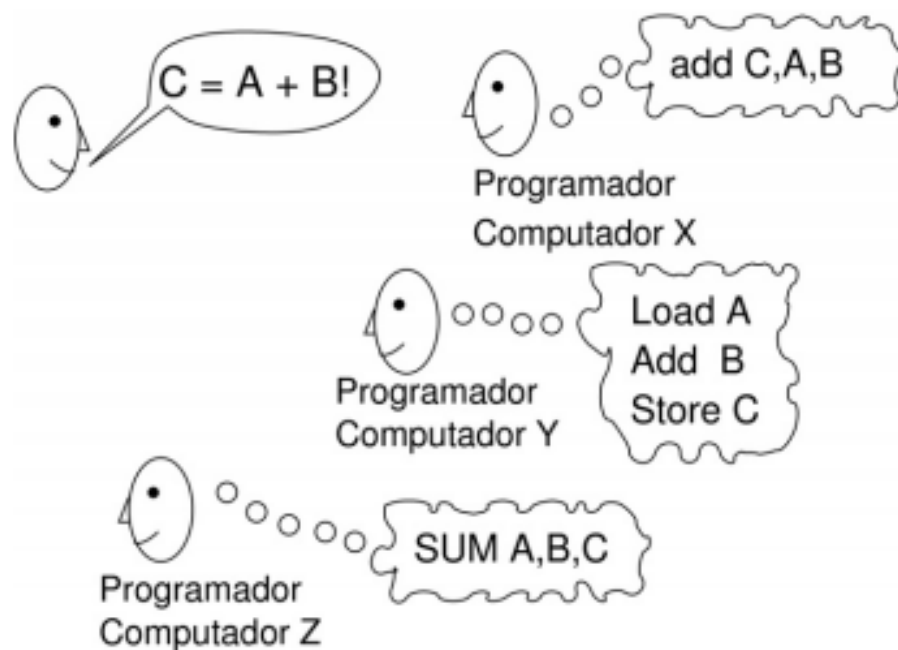 C = A + B!
add C,A,B
Programador
Computador X
Load A
Add B
Store C
Programador
Computador Y
SUM A,B,C
Programador
Computador Z